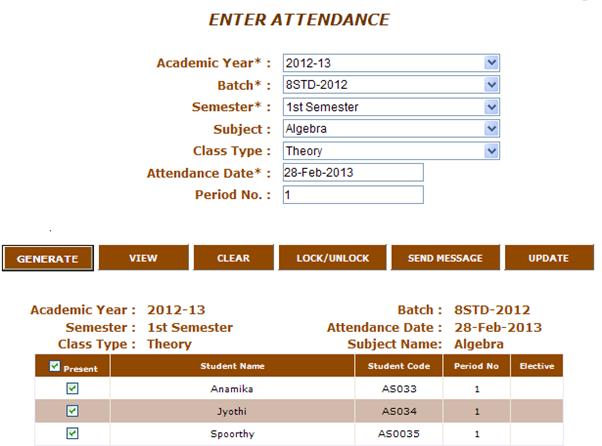 ENTER ATTENDANCE
Academic Year* : 2012-13
Batch* : 8STD-2012
Semester* : 1st Semester
Subject : Algebra
Class Type : Theory
Attendance Date* : 28-Feb-2013
Period No. : 1
GENERATE VIEW CLEAR LOCK/UNLOCK SEND MESSAGE UPDATE
Academic Year : 2012-13 Batch : 8STD-2012
Semester : 1st Semester Attendance Date : 28-Feb-2013
Class Type : Theory Subject Name: Algebra
Present Student Name Student Code Period No Elective
Anamika AS033 1
Jyothi AS034 1
Spoorthy AS0035 1